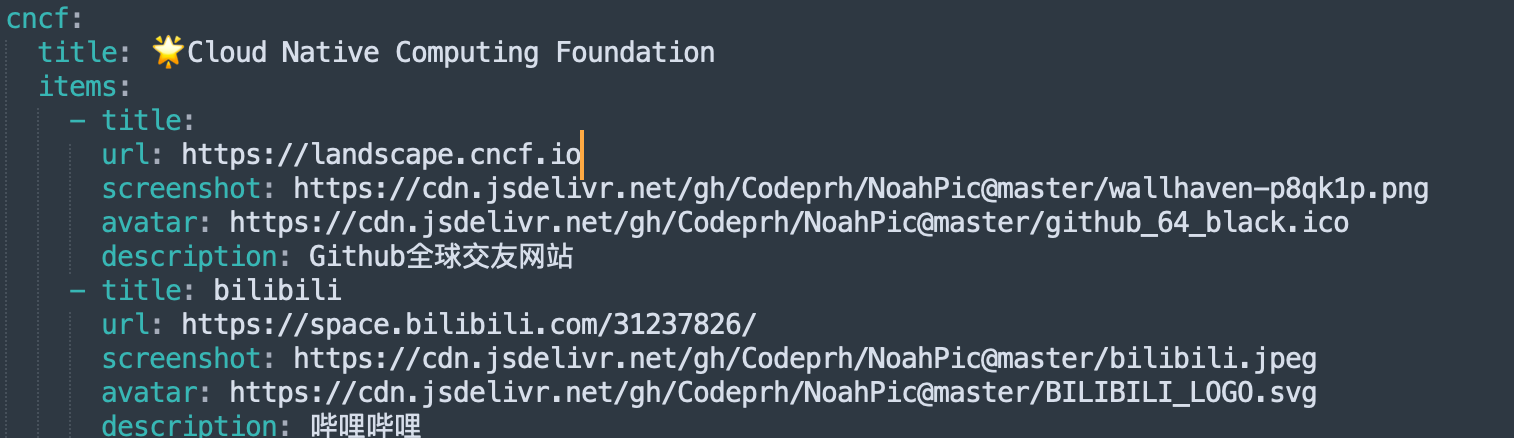 cncf:
title: 🌟Cloud Native Computing Foundation
items:
- title:
url: https://landscape.cncf.io
screenshot: https://cdn.jsdelivr.net/gh/Codeprh/NoahPic@master/wallhaven-p8qk1p.png
avatar: https://cdn.jsdelivr.net/gh/Codeprh/NoahPic@master/github_64_black.ico
description: Github全球交友网站
- title: bilibili
url: https://space.bilibili.com/31237826/
screenshot: https://cdn.jsdelivr.net/gh/Codeprh/NoahPic@master/bilibili.jpeg
avatar: https://cdn.jsdelivr.net/gh/Codeprh/NoahPic@master/BILIBILI_LOGO.svg
description: 哔哩哔哩